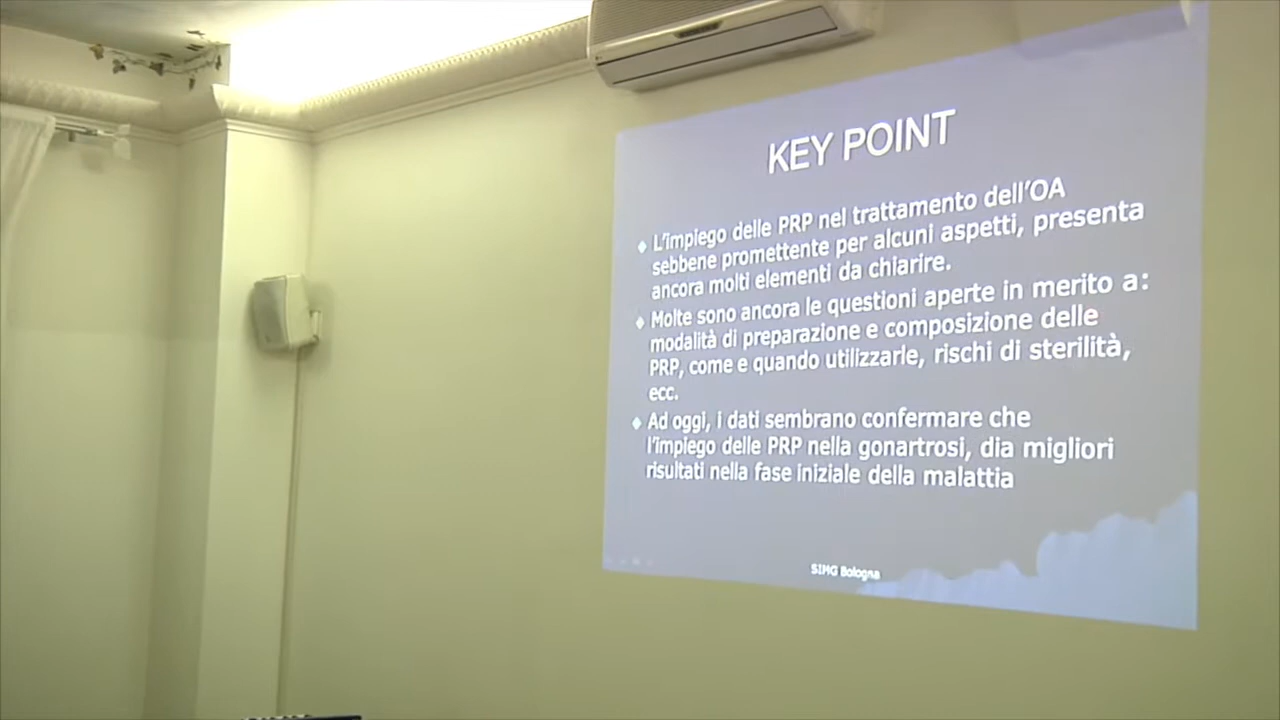 KEY POINT
L'impiego delle PRP nel trattamento dell'OA
sebbene promettente per alcuni aspetti, presenta
ancora molti elementi da chiarire.
Molte sono ancora le questioni aperte in merito a:
modalità di preparazione e composizione delle
PRP, come e quando utilizzarle, rischi di sterilità,
ecc.
Ad oggi, i dati sembrano confermare che
l'impiego delle PRP nella gonartrosi, dia migliori
risultati nella fase iniziale della malattia
SIMG Bologna